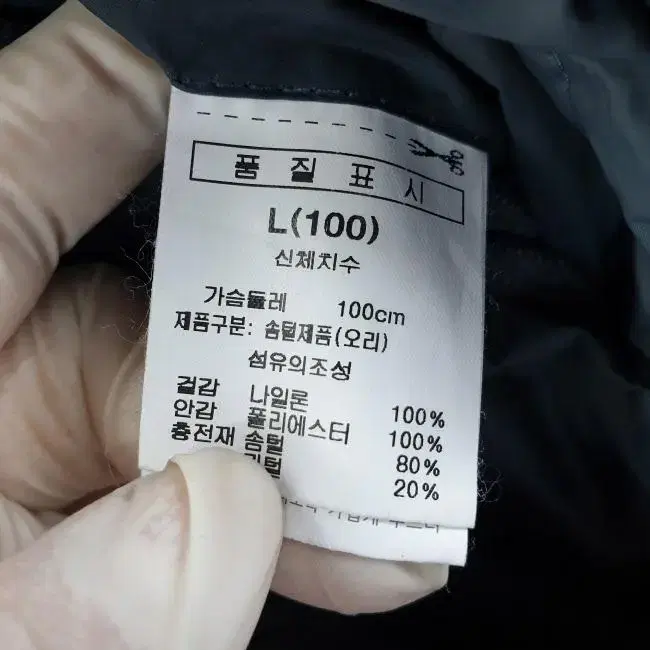 품 질 표 시
L(100)
신체치수
가슴둘레 100cm
제품구분: 솜털제품(오리)
섬유의조성
겉감 나일론 100%
안감 폴리에스터 100%
충전재 솜털 80%
20%